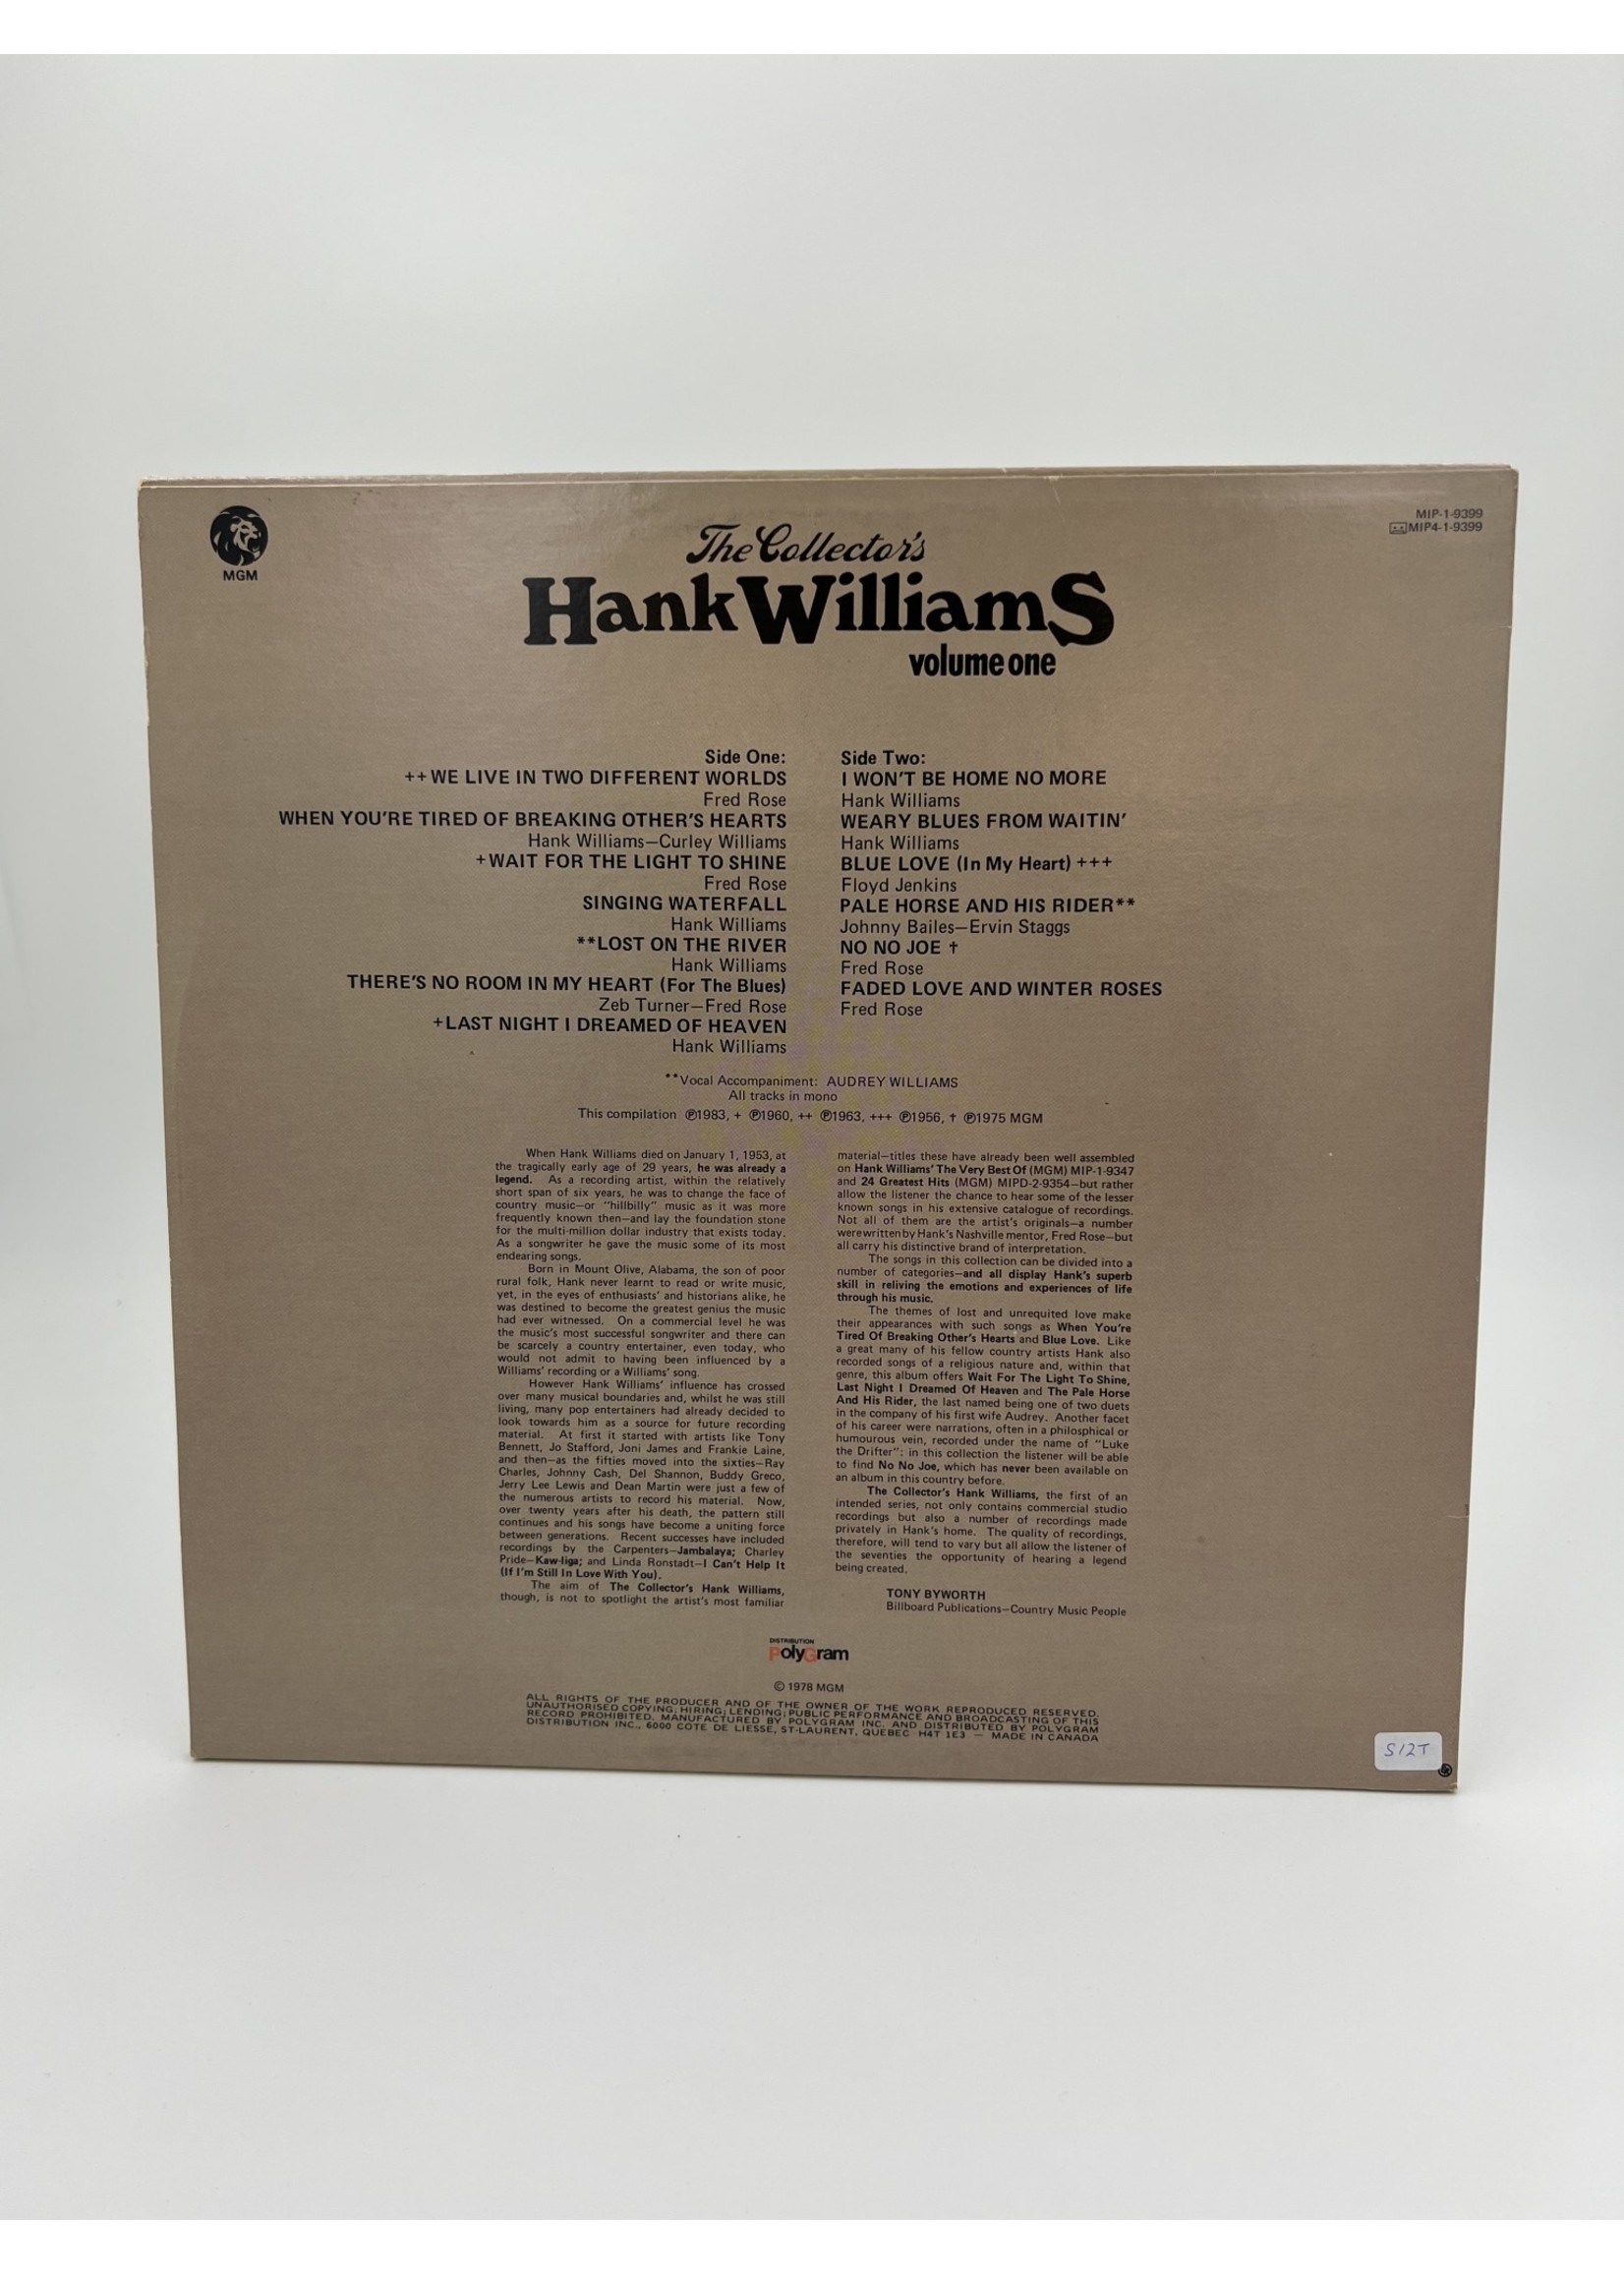 MGM
MIP-1-9399
MIP4-1-9399
The Collector's
Hank Williams
volume one
Side One:
++WE LIVE IN TWO DIFFERENT WORLDS
Fred Rose
WHEN YOU'RE TIRED OF BREAKING OTHER'S HEARTS
Hank Williams—Curley Williams
+WAIT FOR THE LIGHT TO SHINE
Fred Rose
SINGING WATERFALL
Hank Williams
**LOST ON THE RIVER
Hank Williams
THERE'S NO ROOM IN MY HEART (For The Blues)
Zeb Turner—Fred Rose
+LAST NIGHT I DREAMED OF HEAVEN
Hank Williams
Side Two:
I WON'T BE HOME NO MORE
Hank Williams
WEARY BLUES FROM WAITIN'
Hank Williams
BLUE LOVE (In My Heart) +++
Floyd Jenkins
PALE HORSE AND HIS RIDER**
Johnny Bailes—Ervin Staggs
NO NO JOE †
Fred Rose
FADED LOVE AND WINTER ROSES
Fred Rose
**Vocal Accompaniment: AUDREY WILLIAMS
All tracks in mono
This compilation ℗1983, + ℗1960, ++ ℗1963, +++ ℗1956, † ℗1975 MGM
When Hank Williams died on January 1, 1953, at
the tragically early age of 29 years, he was already a
legend. As a recording artist, within the relatively
short span of six years, he was to change the face of
country music—or "hillbilly" music as it was more
frequently known then—and lay the foundation stone
for the multi-million dollar industry that exists today.
As a songwriter he gave the music some of its most
endearing songs.
Born in Mount Olive, Alabama, the son of poor
rural folk, Hank never learnt to read or write music,
yet, in the eyes of enthusiasts' and historians alike, he
was destined to become the greatest genius the music
had ever witnessed. On a commercial level he was
the music's most successful songwriter and there can
be scarcely a country entertainer, even today, who
would not admit to having been influenced by a
Williams' recording or a Williams' song.
However Hank Williams' influence has crossed
over many musical boundaries and, whilst he was still
living, many pop entertainers had already decided to
look towards him as a source for future recording
material. At first it started with artists like Tony
Bennett, Jo Stafford, Joni James and Frankie Laine,
and then—as the fifties moved into the sixties—Ray
Charles, Johnny Cash, Del Shannon, Buddy Greco,
Jerry Lee Lewis and Dean Martin were just a few of
the numerous artists to record his material. Now,
over twenty years after his death, the pattern still
continues and his songs have become a uniting force
between generations. Recent successes have included
recordings by the Carpenters—Jambalaya; Charley
Pride—Kaw-liga; and Linda Ronstadt—I Can't Help It
(If I'm Still In Love With You).
The aim of The Collector's Hank Williams,
though, is not to spotlight the artist's most familiar
material—titles these have already been well assembled
on Hank Williams' The Very Best Of (MGM) MIP-1-9347
and 24 Greatest Hits (MGM) MIPD-2-9354—but rather
allow the listener the chance to hear some of the lesser
known songs in his extensive catalogue of recordings.
Not all of them are the artist's originals—a number
were written by Hank's Nashville mentor, Fred Rose—but
all carry his distinctive brand of interpretation.
The songs in this collection can be divided into a
number of categories—and all display Hank's superb
skill in reliving the emotions and experiences of life
through his music.
The themes of lost and unrequited love make
their appearances with such songs as When You're
Tired Of Breaking Other's Hearts and Blue Love. Like
a great many of his fellow country artists Hank also
recorded songs of a religious nature and, within that
genre, this album offers Wait For The Light To Shine,
Last Night I Dreamed Of Heaven and The Pale Horse
And His Rider, the last named being one of two duets
in the company of his first wife Audrey. Another facet
of his career were narrations, often in a philosphical or
humourous vein, recorded under the name of "Luke
the Drifter": in this collection the listener will be able
to find No No Joe, which has never been available on
an album in this country before.
The Collector's Hank Williams, the first of an
intended series, not only contains commercial studio
recordings but also a number of recordings made
privately in Hank's home. The quality of recordings,
therefore, will tend to vary but all allow the listener of
the seventies the opportunity of hearing a legend
being created.
TONY BYWORTH
Billboard Publications—Country Music People
DISTRIBUTION
PolyGram
© 1978 MGM
ALL RIGHTS OF THE PRODUCER AND OF THE OWNER OF THE WORK REPRODUCED RESERVED.
UNAUTHORISED COPYING, HIRING, LENDING, PUBLIC PERFORMANCE AND BROADCASTING OF THIS
RECORD PROHIBITED. MANUFACTURED BY POLYGRAM INC. AND DISTRIBUTED BY POLYGRAM
DISTRIBUTION INC., 6000 COTE DE LIESSE, ST-LAURENT, QUEBEC H4T 1E3 — MADE IN CANADA
S12T